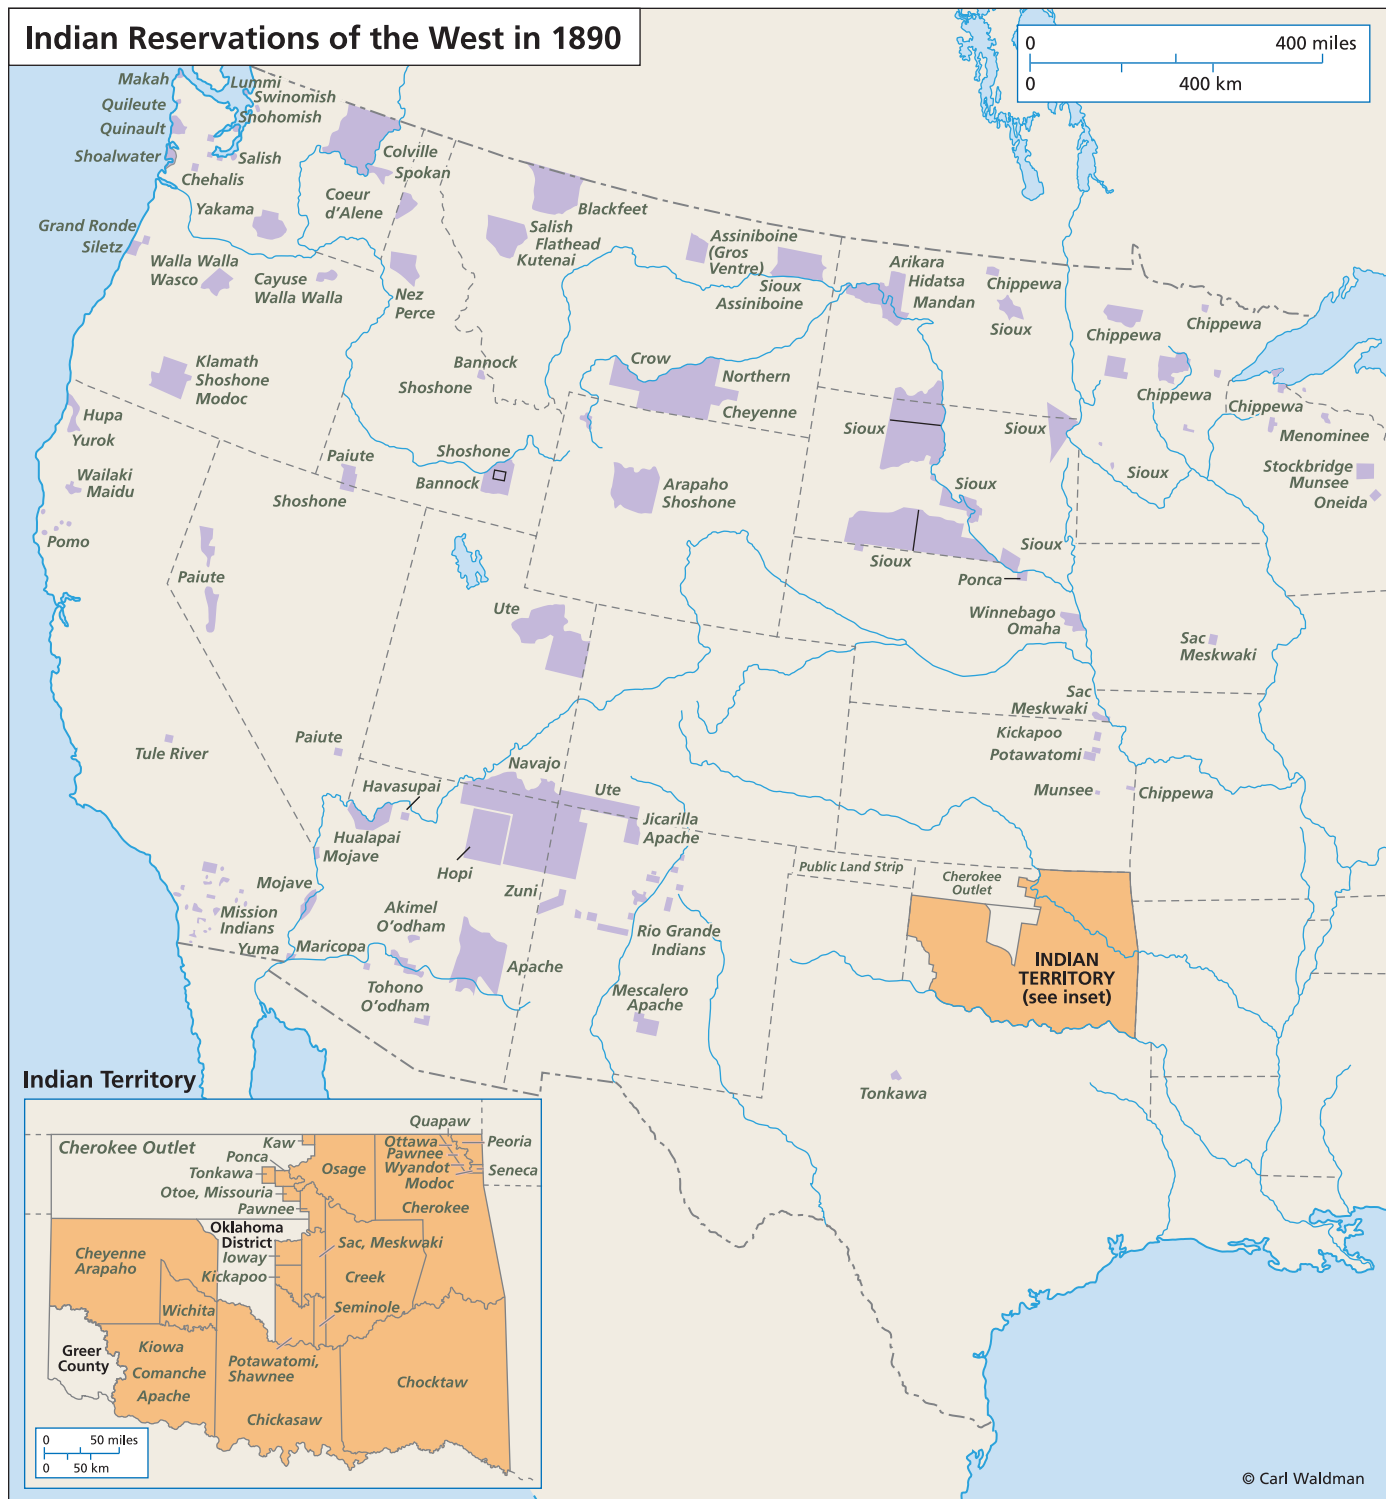 Indian Reservations of the West in 1890
0 400 miles
0 400 km
Makah
Lummi
Swinomish
Quileute
Snohomish
Quinault
Shoalwater
Salish
Colville
Spokan
Chehalis
Coeur
d’Alene
Yakama
Blackfeet
Grand Ronde
Siletz
Salish
Flathead
Kutenai
Assiniboine
(Gros
Ventre)
Walla Walla
Wasco
Cayuse
Walla Walla
Nez
Perce
Sioux
Assiniboine
Arikara
Hidatsa
Mandan
Chippewa
Sioux
Chippewa
Chippewa
Klamath
Shoshone
Modoc
Bannock
Shoshone
Crow
Northern
Cheyenne
Chippewa
Chippewa
Hupa
Yurok
Sioux
Sioux
Menominee
Wailaki
Maidu
Paiute
Shoshone
Shoshone
Bannock
Arapaho
Shoshone
Sioux
Sioux
Stockbridge
Munsee
Oneida
Pomo
Sioux
Sioux
Paiute
Ponca
Ute
Winnebago
Omaha
Sac
Meskwaki
Sac
Meskwaki
Kickapoo
Potawatomi
Tule River
Paiute
Munsee
Chippewa
Navajo
Havasupai
Ute
Hualapai
Mojave
Jicarilla
Apache
Hopi
Public Land Strip
Cherokee
Outlet
Mojave
Zuni
Mission
Indians
Akimel
O’odham
Rio Grande
Indians
Yuma
Maricopa
Apache
INDIAN
TERRITORY
(see inset)
Tohono
O’odham
Mescalero
Apache
Tonkawa
Indian Territory
Quapaw
Cherokee Outlet
Kaw
Ottawa
Peoria
Ponca
Pawnee
Tonkawa
Osage
Wyandot
Seneca
Modoc
Otoe, Missouria
Pawnee
Cherokee
Oklahoma
District
Sac, Meskwaki
Cheyenne
Arapaho
Ioway
Kickapoo
Creek
Wichita
Seminole
Greer
County
Kiowa
Comanche
Apache
Potawatomi,
Shawnee
Chocktaw
Chickasaw
0 50 miles
0 50 km
© Carl Waldman